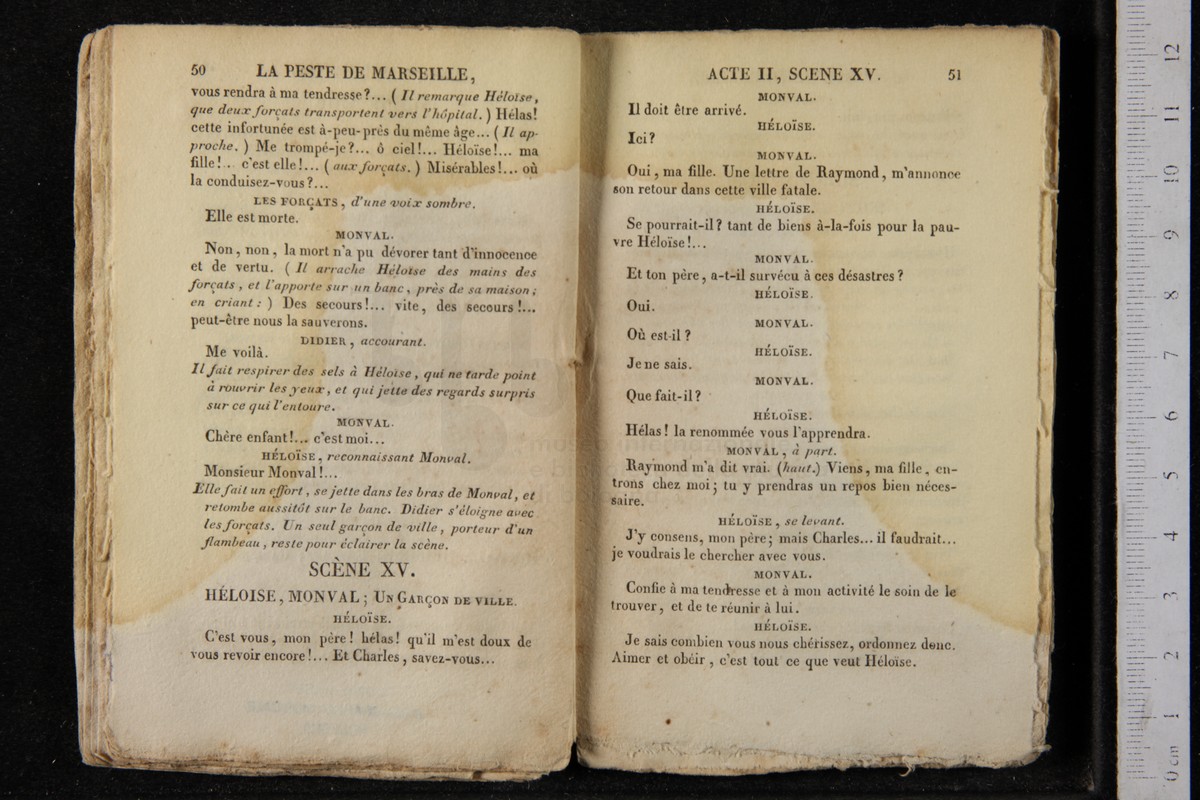 50 LA PESTE DE MARSEILLE,
vous rendra à ma tendresse?... ( Il remarque Héloïse,
que deux forçats transportent vers l'hôpital. ) Hélas!
cette infortunée est à-peu-près du même âge... ( Il ap-
proche. ) Me trompé-je?... ô ciel!... Héloïse!... ma
fille!.. c'est elle!... ( aux forçats. ) Misérables!... où
la conduisez-vous?...
LES FORÇATS, d'une voix sombre.
Elle est morte.
MONVAL.
Non, non, la mort n'a pu dévorer tant d'innocence
et de vertu. ( Il arrache Héloïse des mains des
forçats, et l'apporte sur un banc, près de sa maison;
en criant: ) Des secours!... vite, des secours!...
peut-être nous la sauverons.
DIDIER, accourant.
Me voilà.
Il fait respirer des sels à Héloïse, qui ne tarde point
à rouvrir les yeux, et qui jette des regards surpris
sur ce qui l'entoure.
MONVAL.
Chère enfant!... c'est moi...
HÉLOÏSE, reconnaissant Monval.
Monsieur Monval!...
Elle fait un effort, se jette dans les bras de Monval, et
retombe aussitôt sur le banc. Didier s'éloigne avec
les forçats. Un seul garçon de ville, porteur d'un
flambeau, reste pour éclairer la scène.
SCÈNE XV.
HÉLOISE, MONVAL; UN GARÇON DE VILLE.
HÉLOÏSE.
C'est vous, mon père! hélas! qu'il m'est doux de
vous revoir encore!... Et Charles, savez-vous...
ACTE II, SCENE XV. 51
MONVAL.
Il doit être arrivé.
HÉLOÏSE.
Ici?
MONVAL.
Oui, ma fille. Une lettre de Raymond, m'annonce
son retour dans cette ville fatale.
HÉLOÏSE.
Se pourrait-il? tant de biens à-la-fois pour la pau-
vre Héloïse!...
MONVAL.
Et ton père, a-t-il survécu à ces désastres?
HÉLOÏSE.
Oui.
MONVAL.
Où est-il?
HÉLOÏSE.
Je ne sais.
MONVAL.
Que fait-il?
HÉLOÏSE.
Hélas! la renommée vous l'apprendra.
MONVAL, à part.
Raymond m'a dit vrai. (haut.) Viens, ma fille, en-
trons chez moi; tu y prendras un repos bien néces-
saire.
HÉLOÏSE, se levant.
J'y consens, mon père; mais Charles... il faudrait...
je voudrais le chercher avec vous.
MONVAL.
Confie à ma tendresse et à mon activité le soin de le
trouver, et de te réunir à lui.
HÉLOÏSE.
Je sais combien vous nous chérissez, ordonnez donc.
Aimer et obéir, c'est tout ce que veut Héloïse.
12
11
10
9
8
7
6
5
4
3
2
1
0 cm